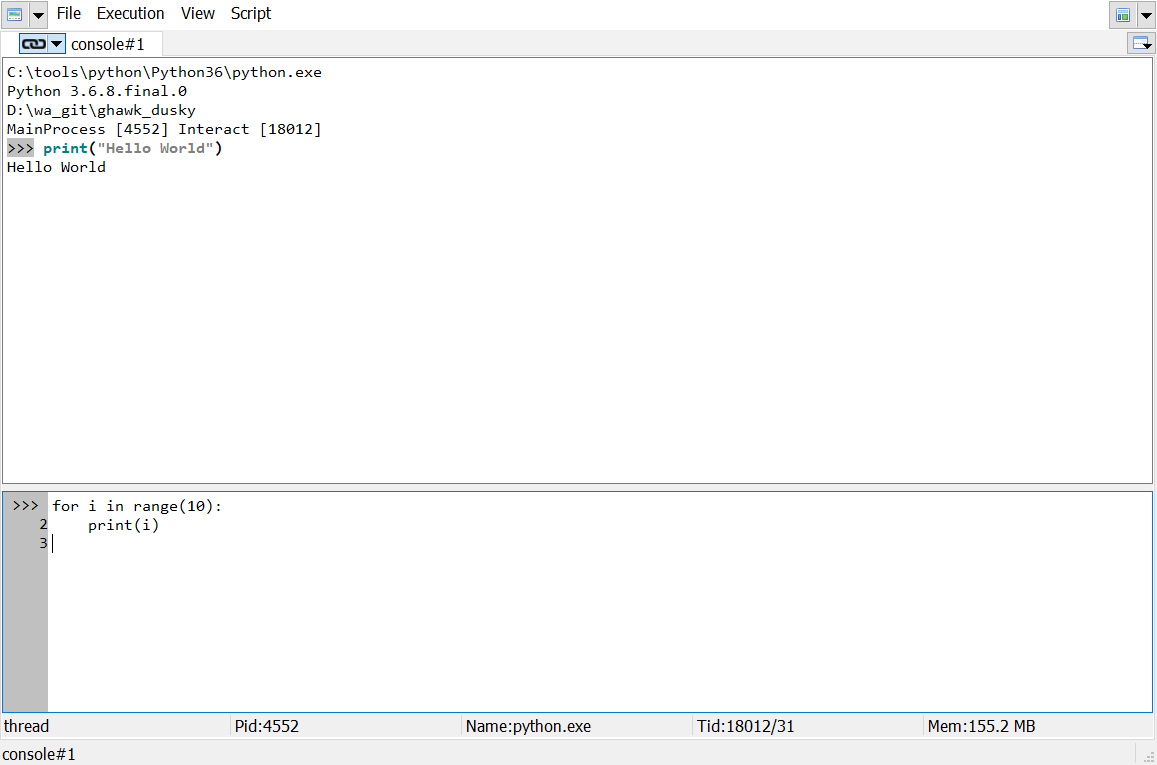 File Execution View Script
console#1
C:\tools\python\Python36\python.exe
Python 3.6.8.final.0
D:\wa_git\ghawk_dusky
MainProcess [4552] Interact [18012]
>>> print("Hello World")
Hello World
>>> for i in range(10):
2     print(i)
3
thread Pid:4552 Name:python.exe Tid:18012/31 Mem:155.2 MB
console#1